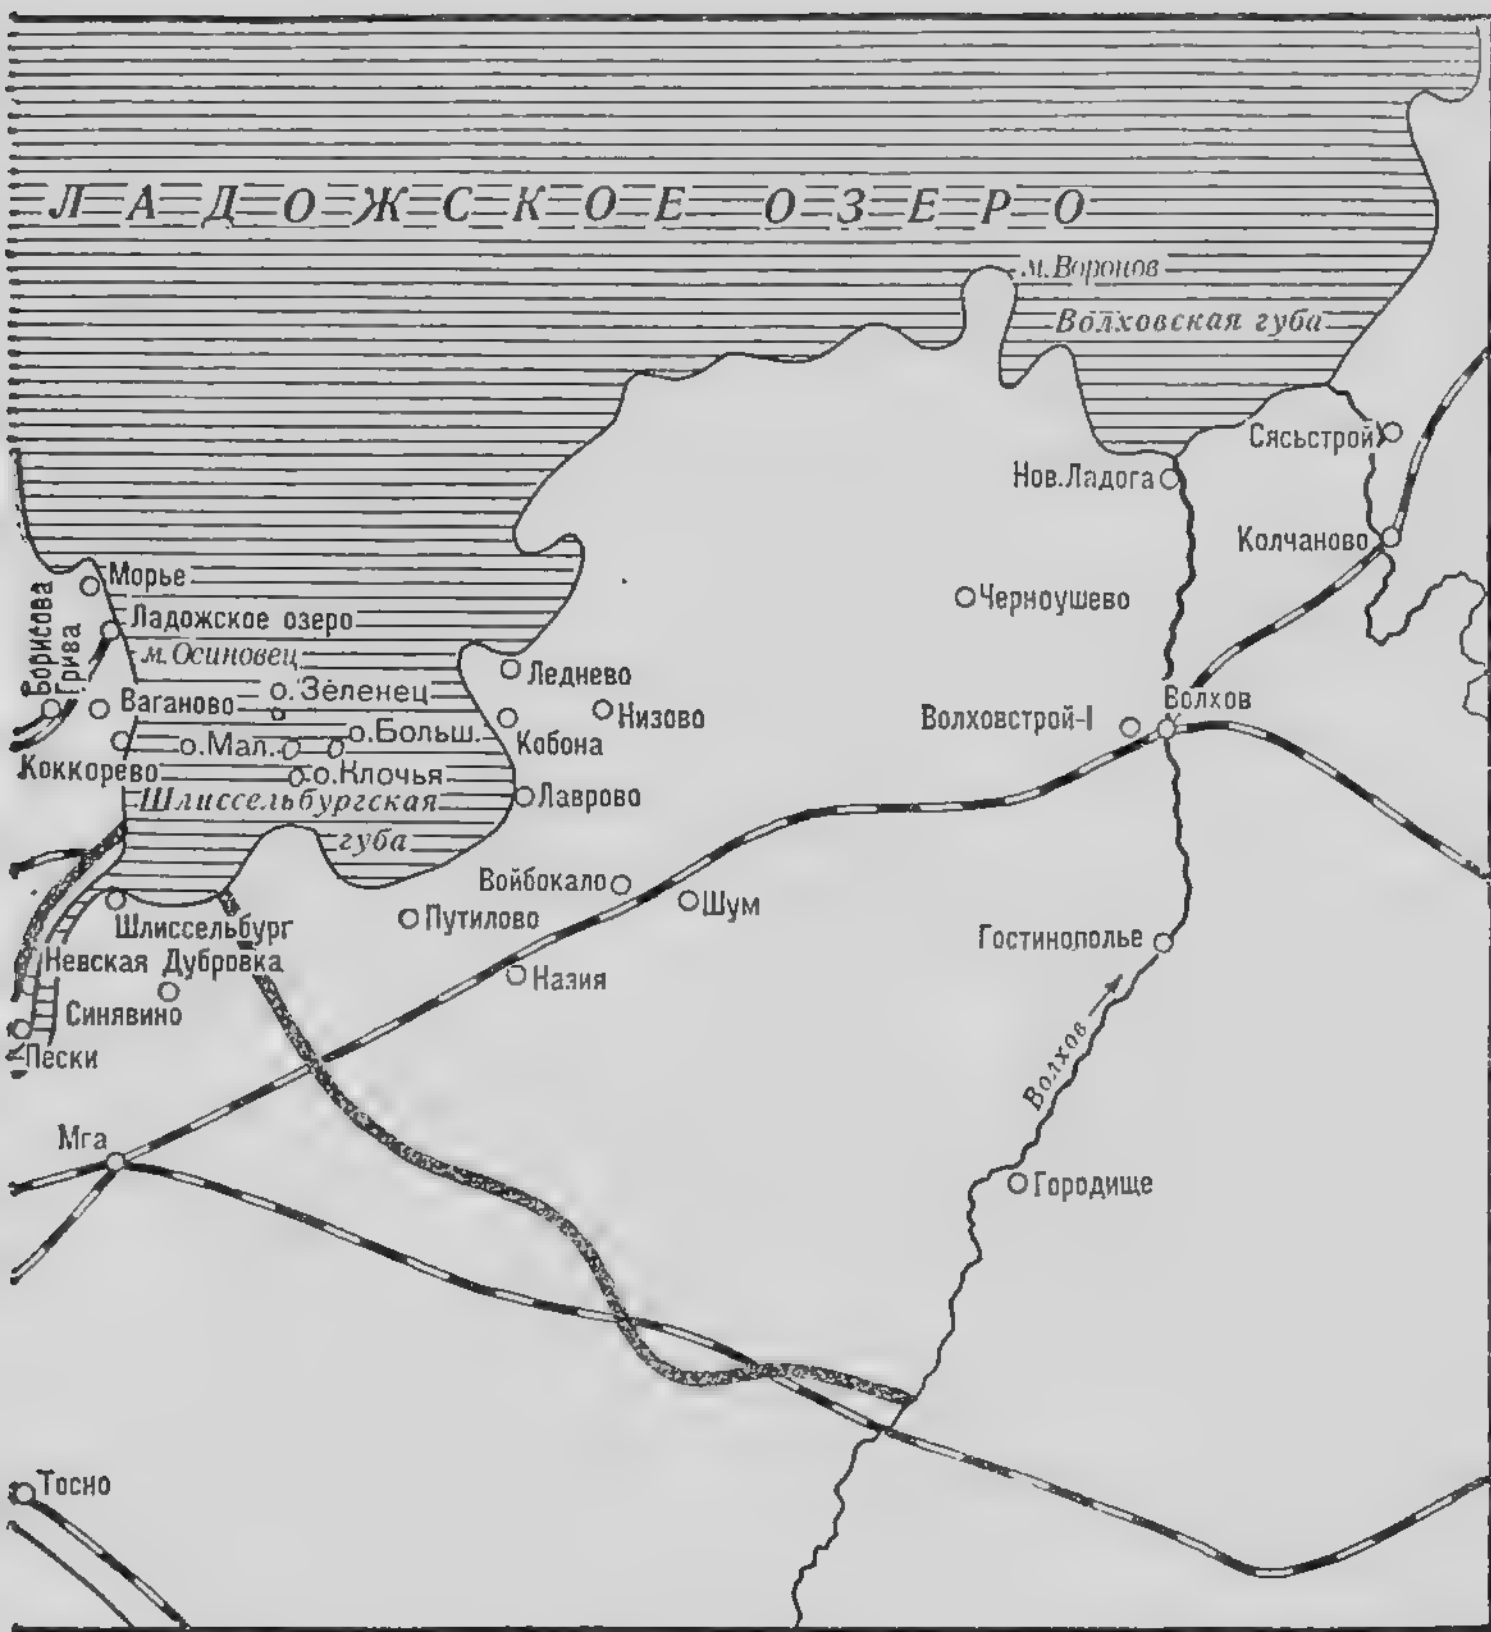 ЛАДОЖСКОЕ ОЗЕРО
м.Воронов
Волховская губа
Сясьстрой
Нов.Ладога
Колчаново
Морье
Черноушево
Борисова
Грива
Ладожское озеро
м.Осиновец
Леднево
о.Зеленец
Ваганово
Низово
Волхов
Волховстрой-I
о.Больш.
о.Мал.
Кобона
Коккорево
о.Клочья
Лаврово
Шлиссельбургская
губа
Войбокало
Шум
Путилово
Шлиссельбург
Гостинополье
Невская Дубровка
Назия
Синявино
Пески
Волхов
Мга
Городище
Тосно